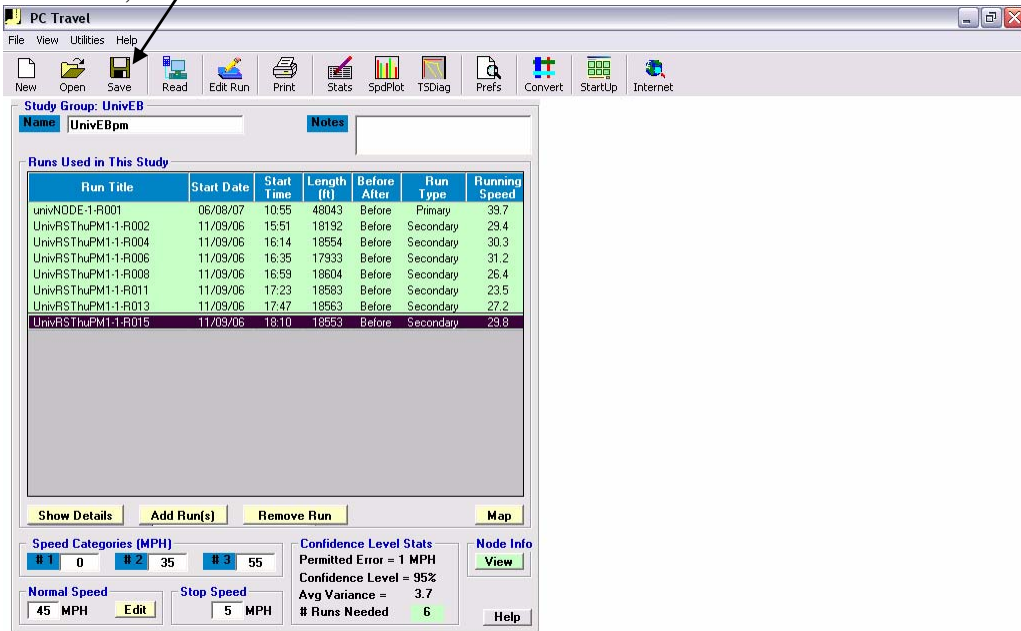 PC Travel
File View Utilities Help
New Open Save Read Edit Run Print Stats SpdPlot TSDiag Prefs Convert StartUp Internet
Study Group: UnivEB
Name UnivEBpm Notes
Runs Used in This Study
Run Title Start Date Start Time Length (ft) Before After Run Type Running Speed
univNODE-1-R001 06/08/07 10:55 48043 Before Primary 39.7
UnivRSThuPM1-1-R002 11/09/06 15:51 18192 Before Secondary 29.4
UnivRSThuPM1-1-R004 11/09/06 16:14 18554 Before Secondary 30.3
UnivRSThuPM1-1-R006 11/09/06 16:35 17933 Before Secondary 31.2
UnivRSThuPM1-1-R008 11/09/06 16:59 18604 Before Secondary 26.4
UnivRSThuPM1-1-R011 11/09/06 17:23 18583 Before Secondary 23.5
UnivRSThuPM1-1-R013 11/09/06 17:47 18563 Before Secondary 27.2
UnivRSThuPM1-1-R015 11/09/06 18:10 18553 Before Secondary 29.8
Show Details Add Run(s) Remove Run Map
Speed Categories (MPH)
# 1 0 # 2 35 # 3 55
Normal Speed
45 MPH Edit
Stop Speed
5 MPH
Confidence Level Stats
Permitted Error = 1 MPH
Confidence Level = 95%
Avg Variance = 3.7
# Runs Needed 6
Node Info
View
Help